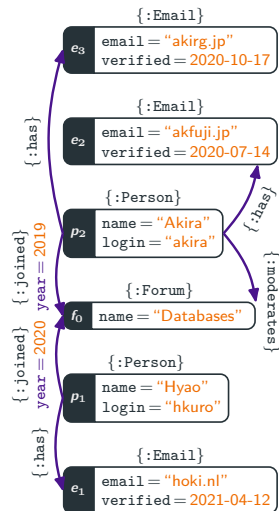 {:Email}
e3
email = “akirg.jp”
verified = 2020-10-17
{:has}
{:Email}
e2
email = “akfuji.jp”
verified = 2020-07-14
{:has}
{:Person}
p2
name = “Akira”
login = “akira”
{:joined}
year = 2019
{:moderates}
{:Forum}
f0
name = “Databases”
{:joined}
year = 2020
{:Person}
p1
name = “Hyao”
login = “hkuro”
{:has}
{:Email}
e1
email = “hoki.nl”
verified = 2021-04-12